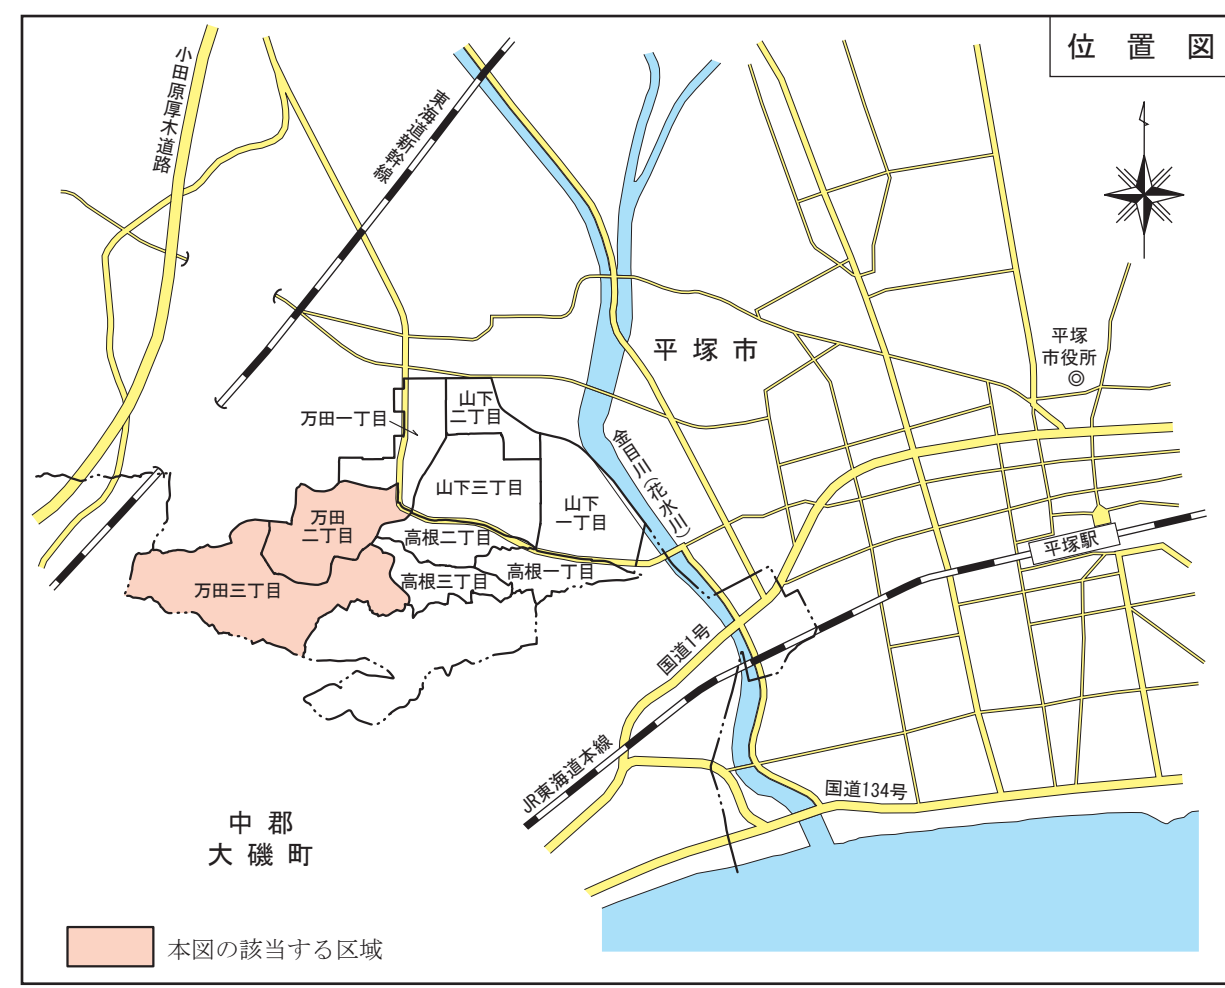 位置図
小田原厚木道路
東海道新幹線
平塚
市役所
平塚市
山下
二丁目
万田一丁目
金目川(花水川)
山下三丁目
山下
一丁目
万田
二丁目
高根二丁目
平塚駅
高根一丁目
高根三丁目
万田三丁目
国道1号
JR東海道本線
国道134号
中郡
大磯町
本図の該当する区域